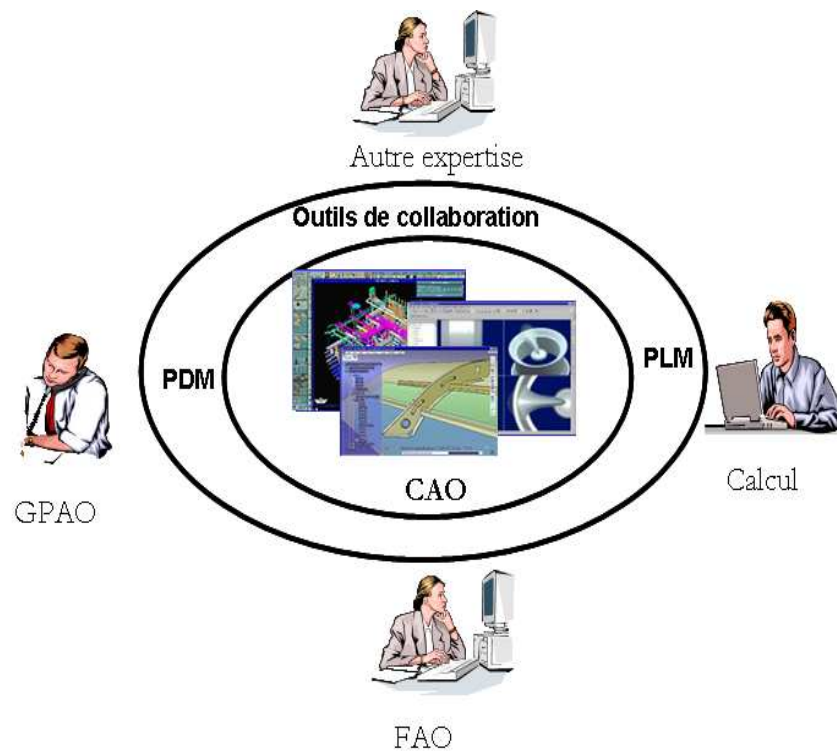 Autre expertise
Outils de collaboration
PDM
PLM
CAO
GPAO
Calcul
FAO